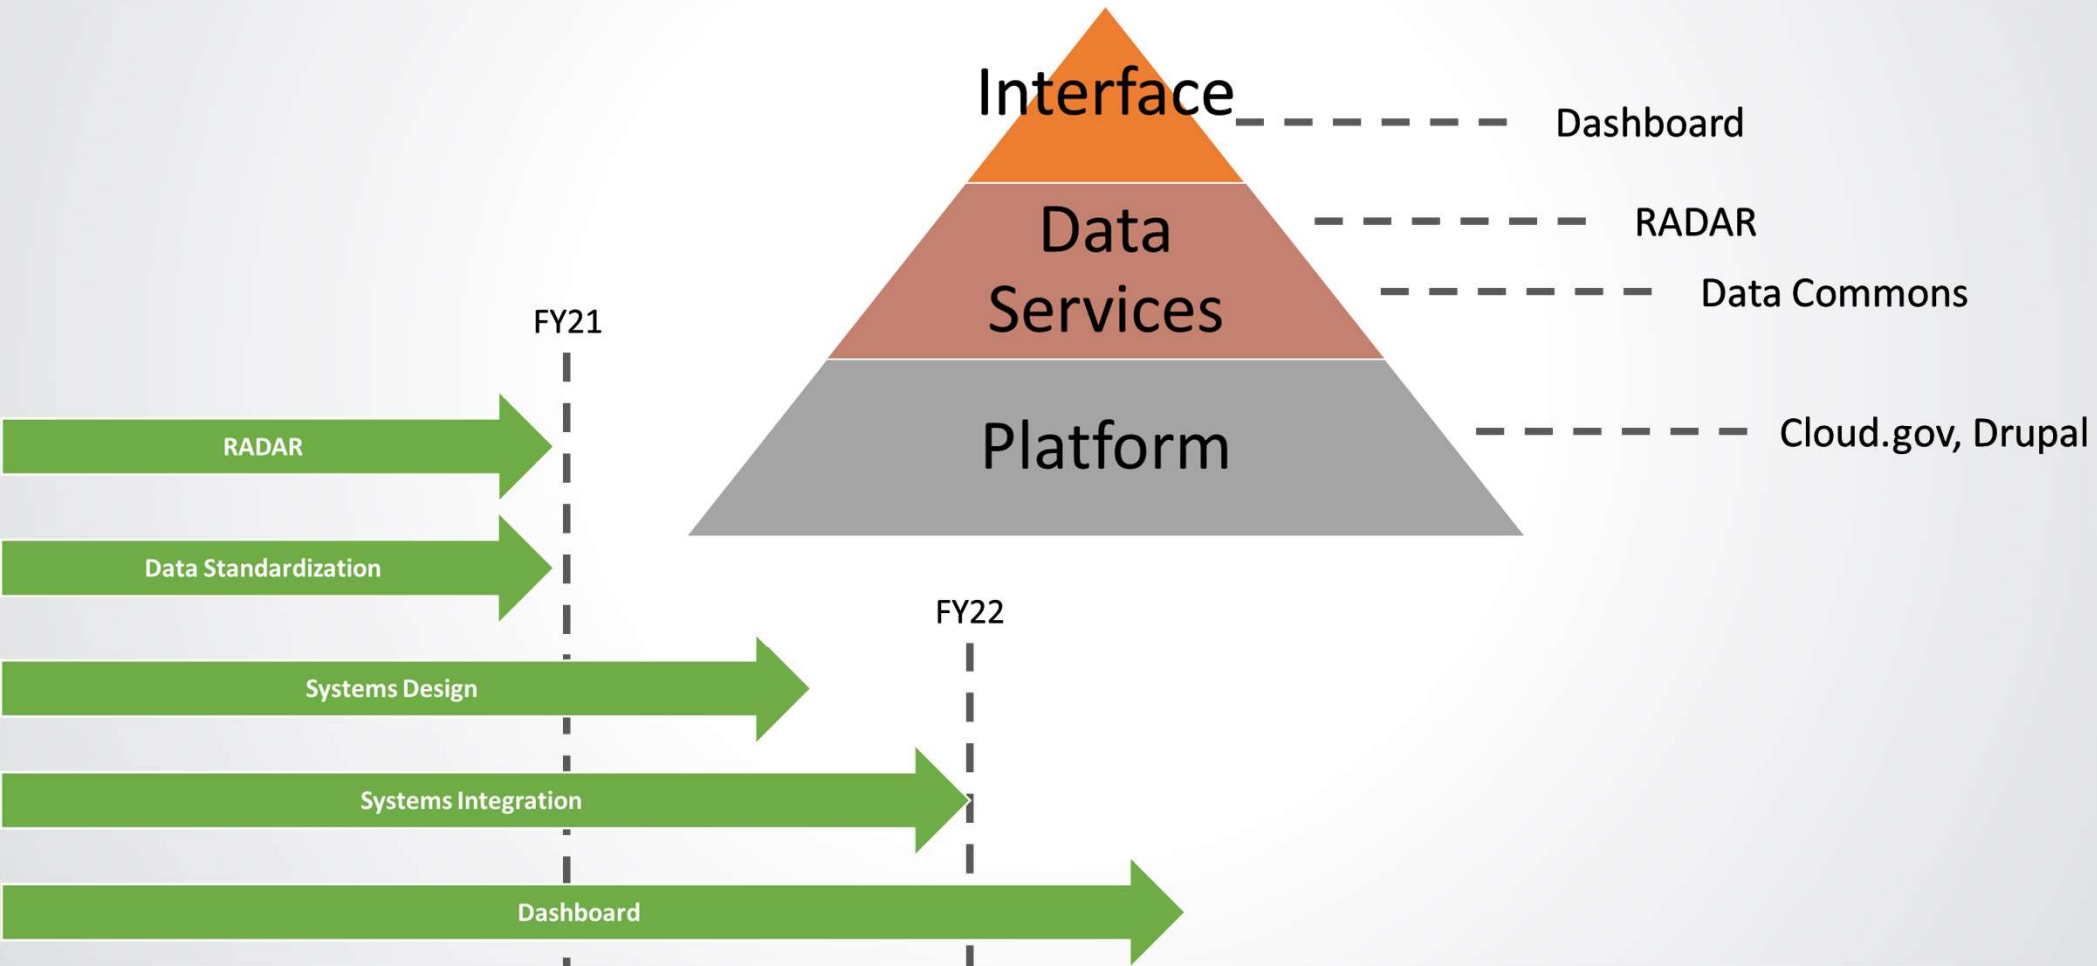 Interface
Dashboard
Data
Services
RADAR
Data Commons
Platform
Cloud.gov, Drupal
FY21
RADAR
Data Standardization
FY22
Systems Design
Systems Integration
Dashboard